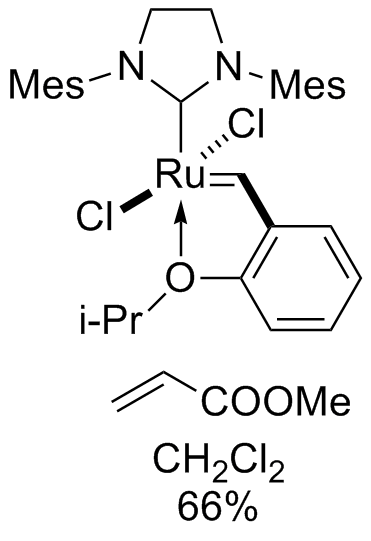 N N
Mes Mes
Cl
Ru
Cl
O
i-Pr
COOMe
CH₂Cl₂
66%